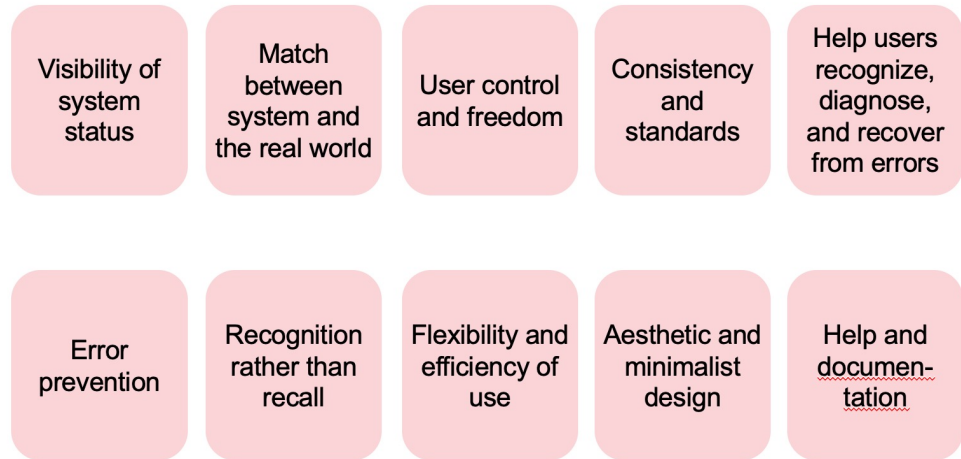 Visibility of
system
status
Match
between
system and
the real world
User control
and freedom
Consistency
and
standards
Help users
recognize,
diagnose,
and recover
from errors
Error
prevention
Recognition
rather than
recall
Flexibility and
efficiency of
use
Aesthetic and
minimalist
design
Help and
documen-
tation